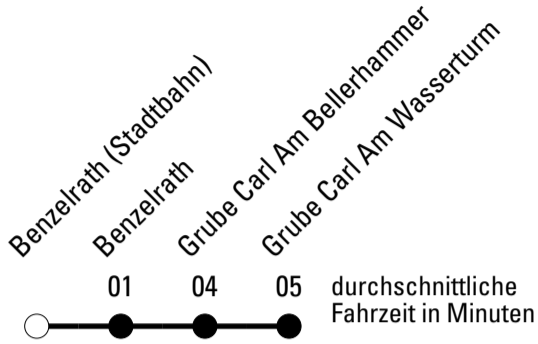 Benzelrath (Stadtbahn)
Benzelrath
Grube Carl Am Bellerhammer
Grube Carl Am Wasserturm
01 04 05 durchschnittliche
Fahrzeit in Minuten